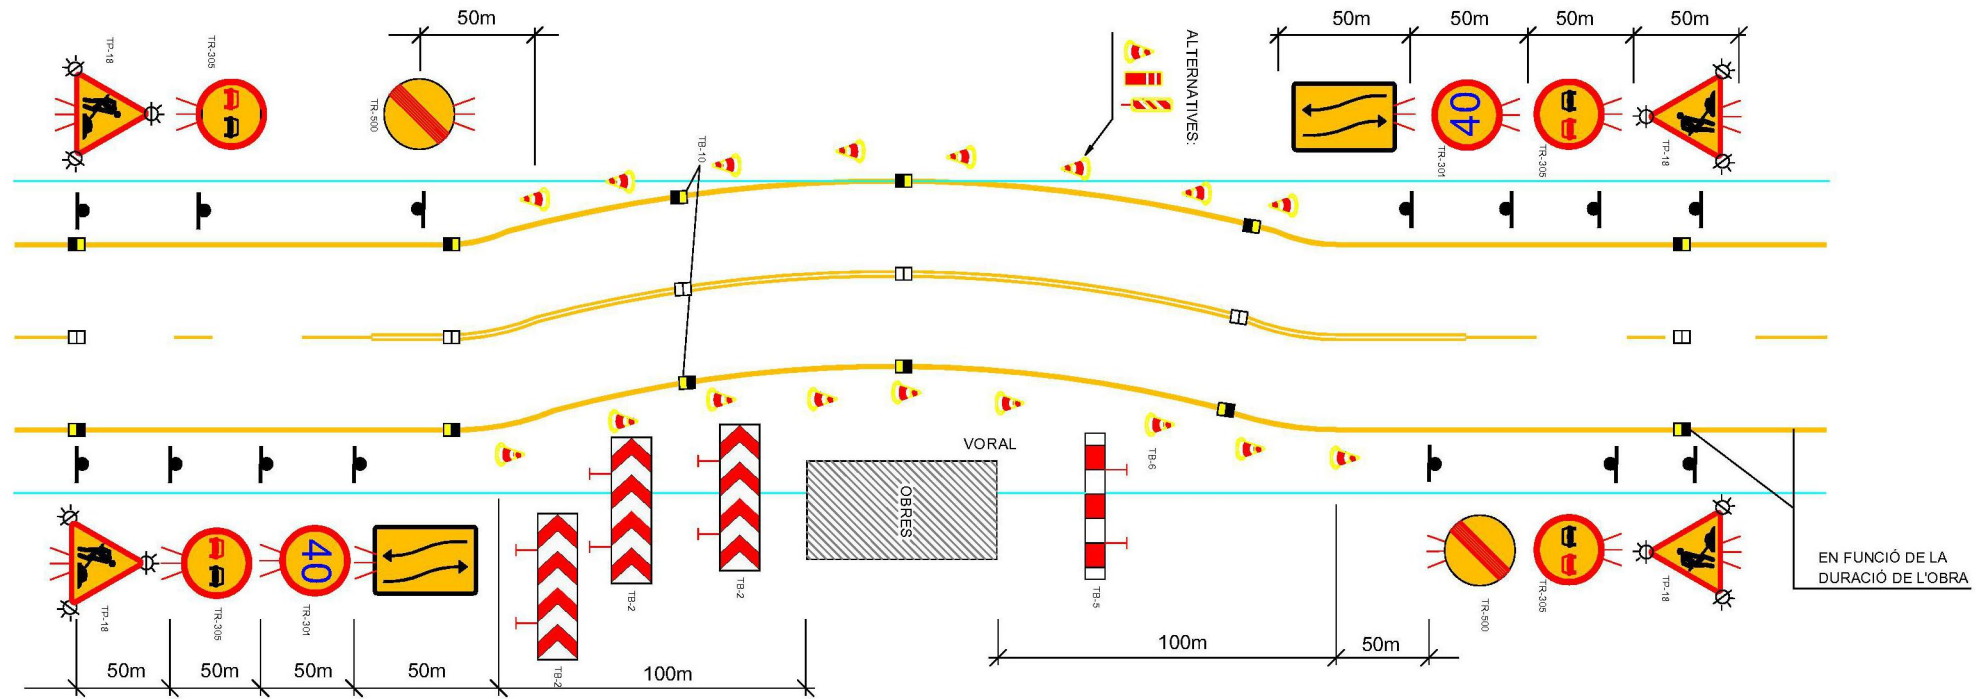 50m
50m
50m
50m
50m
TP-18
TR-305
TR-500
TB-10
ALTERNATIVES:
40
TR-301
TR-305
TP-18
VORAL
OBRES
TB-6
TB-2
TB-2
TB-2
TB-5
40
TP-18
TR-305
TR-301
TR-500
TR-305
TP-18
EN FUNCIÓ DE LA
DURACIÓ DE L'OBRA
50m
50m
50m
50m
100m
100m
50m